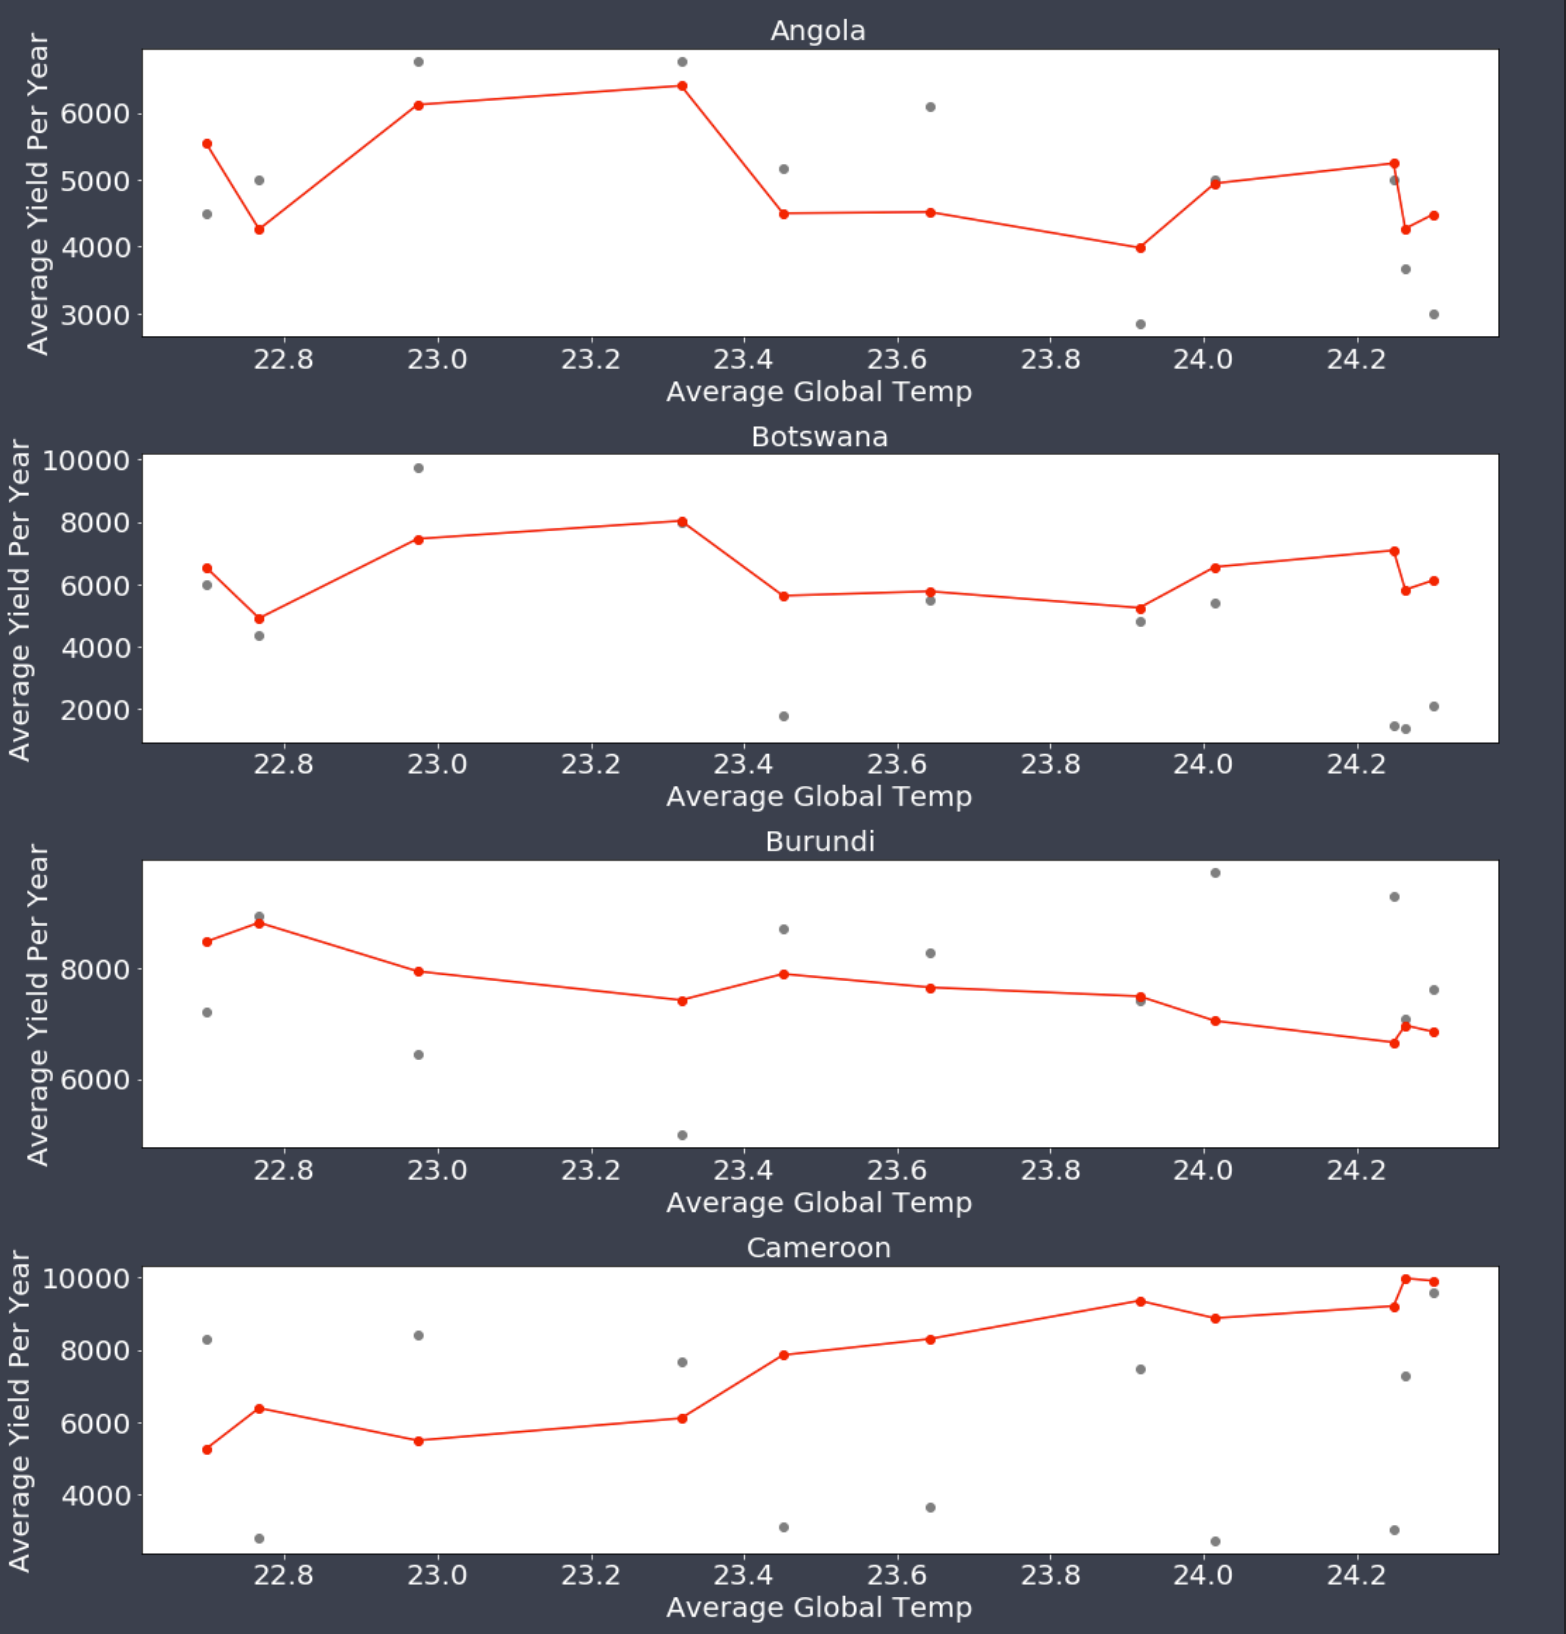 Angola
Average Yield Per Year
6000
5000
4000
3000
22.8 23.0 23.2 23.4 23.6 23.8 24.0 24.2
Average Global Temp
Botswana
Average Yield Per Year
10000
8000
6000
4000
2000
22.8 23.0 23.2 23.4 23.6 23.8 24.0 24.2
Average Global Temp
Burundi
Average Yield Per Year
8000
6000
22.8 23.0 23.2 23.4 23.6 23.8 24.0 24.2
Average Global Temp
Cameroon
Average Yield Per Year
10000
8000
6000
4000
22.8 23.0 23.2 23.4 23.6 23.8 24.0 24.2
Average Global Temp